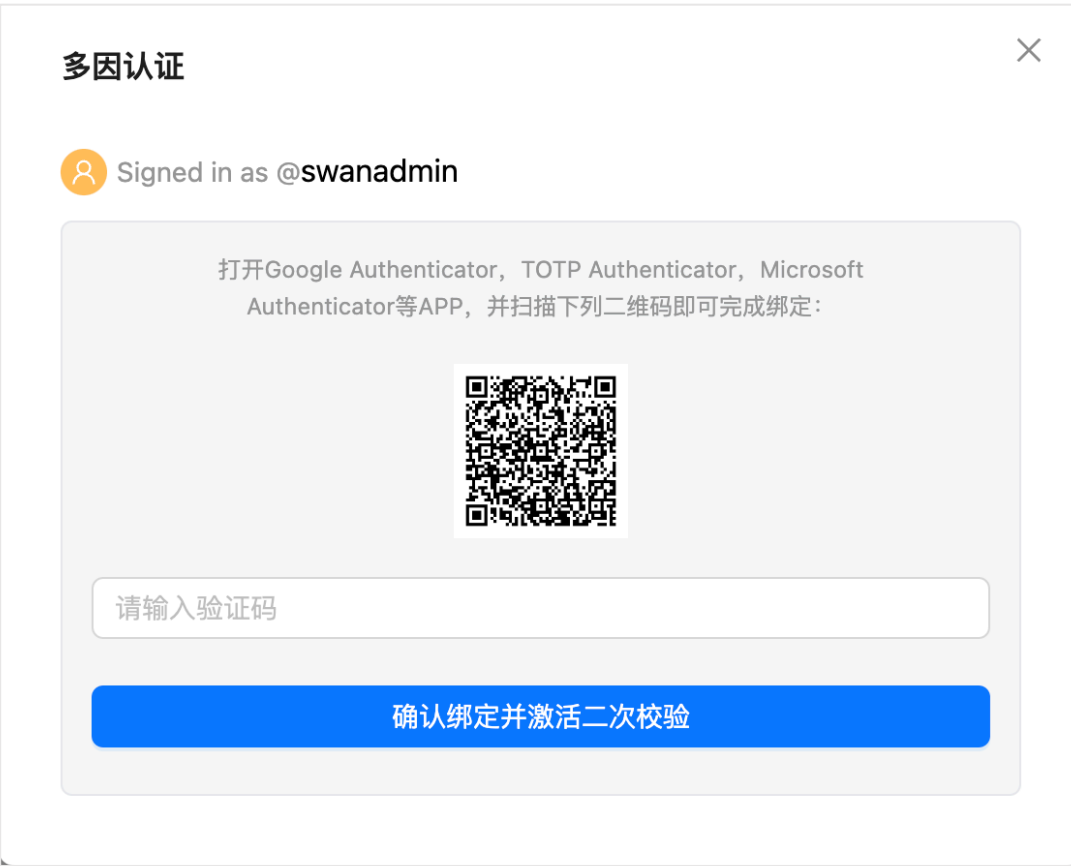 多因认证
Signed in as @swanadmin
打开Google Authenticator，TOTP Authenticator，Microsoft
Authenticator等APP，并扫描下列二维码即可完成绑定：
请输入验证码
确认绑定并激活二次校验